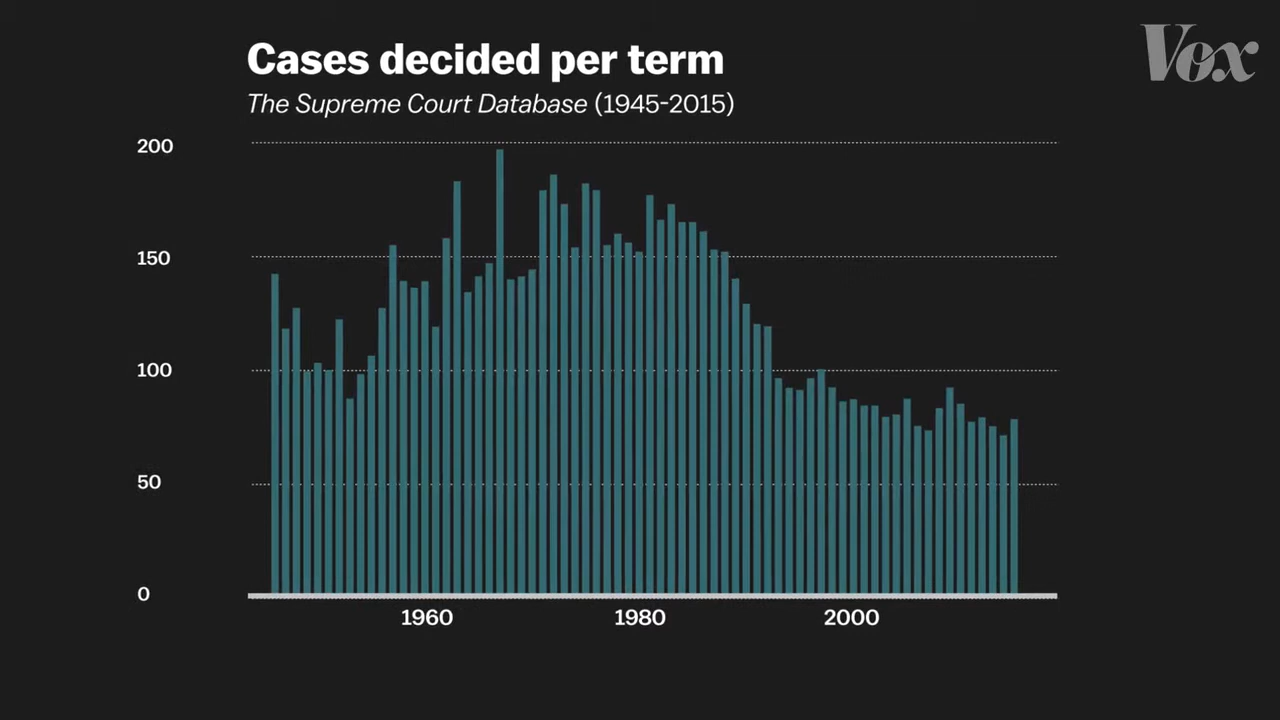 Vox
Cases decided per term
The Supreme Court Database (1945-2015)
200
150
100
50
0
1960 1980 2000